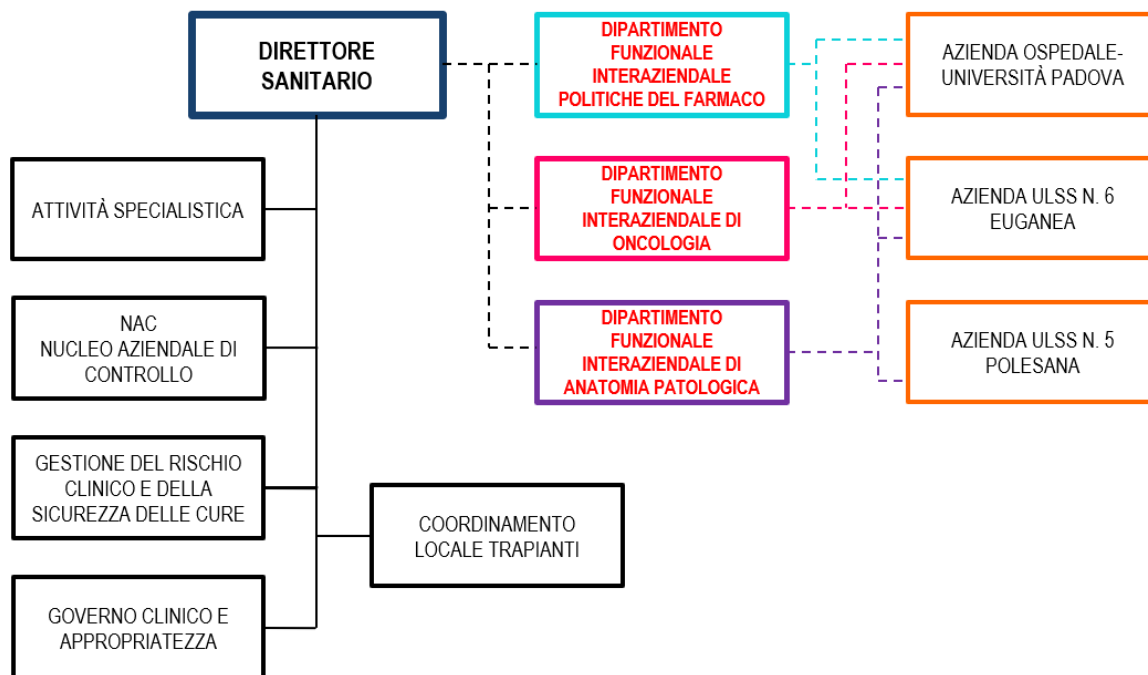 DIRETTORE
SANITARIO
DIPARTIMENTO
FUNZIONALE
INTERAZIENDALE
POLITICHE DEL FARMACO
AZIENDA OSPEDALE-
UNIVERSITÀ PADOVA
ATTIVITÀ SPECIALISTICA
DIPARTIMENTO
FUNZIONALE
INTERAZIENDALE DI
ONCOLOGIA
AZIENDA ULSS N. 6
EUGANEA
NAC
NUCLEO AZIENDALE DI
CONTROLLO
DIPARTIMENTO
FUNZIONALE
INTERAZIENDALE DI
ANATOMIA PATOLOGICA
AZIENDA ULSS N. 5
POLESANA
GESTIONE DEL RISCHIO
CLINICO E DELLA
SICUREZZA DELLE CURE
COORDINAMENTO
LOCALE TRAPIANTI
GOVERNO CLINICO E
APPROPRIATEZZA